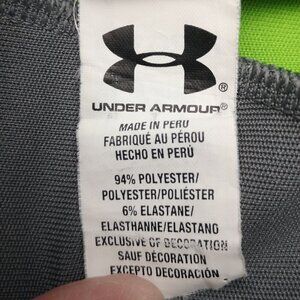 UNDER ARMOUR®
MADE IN PERU
FABRIQUÉ AU PÉROU
HECHO EN PERÚ
94% POLYESTER/
POLYESTER/POLIÉSTER
6% ELASTANE/
ELASTHANNE/ELASTANO
EXCLUSIVE OF DECORATION
SAUF DÉCORATION
EXCEPTO DECORACIÓN